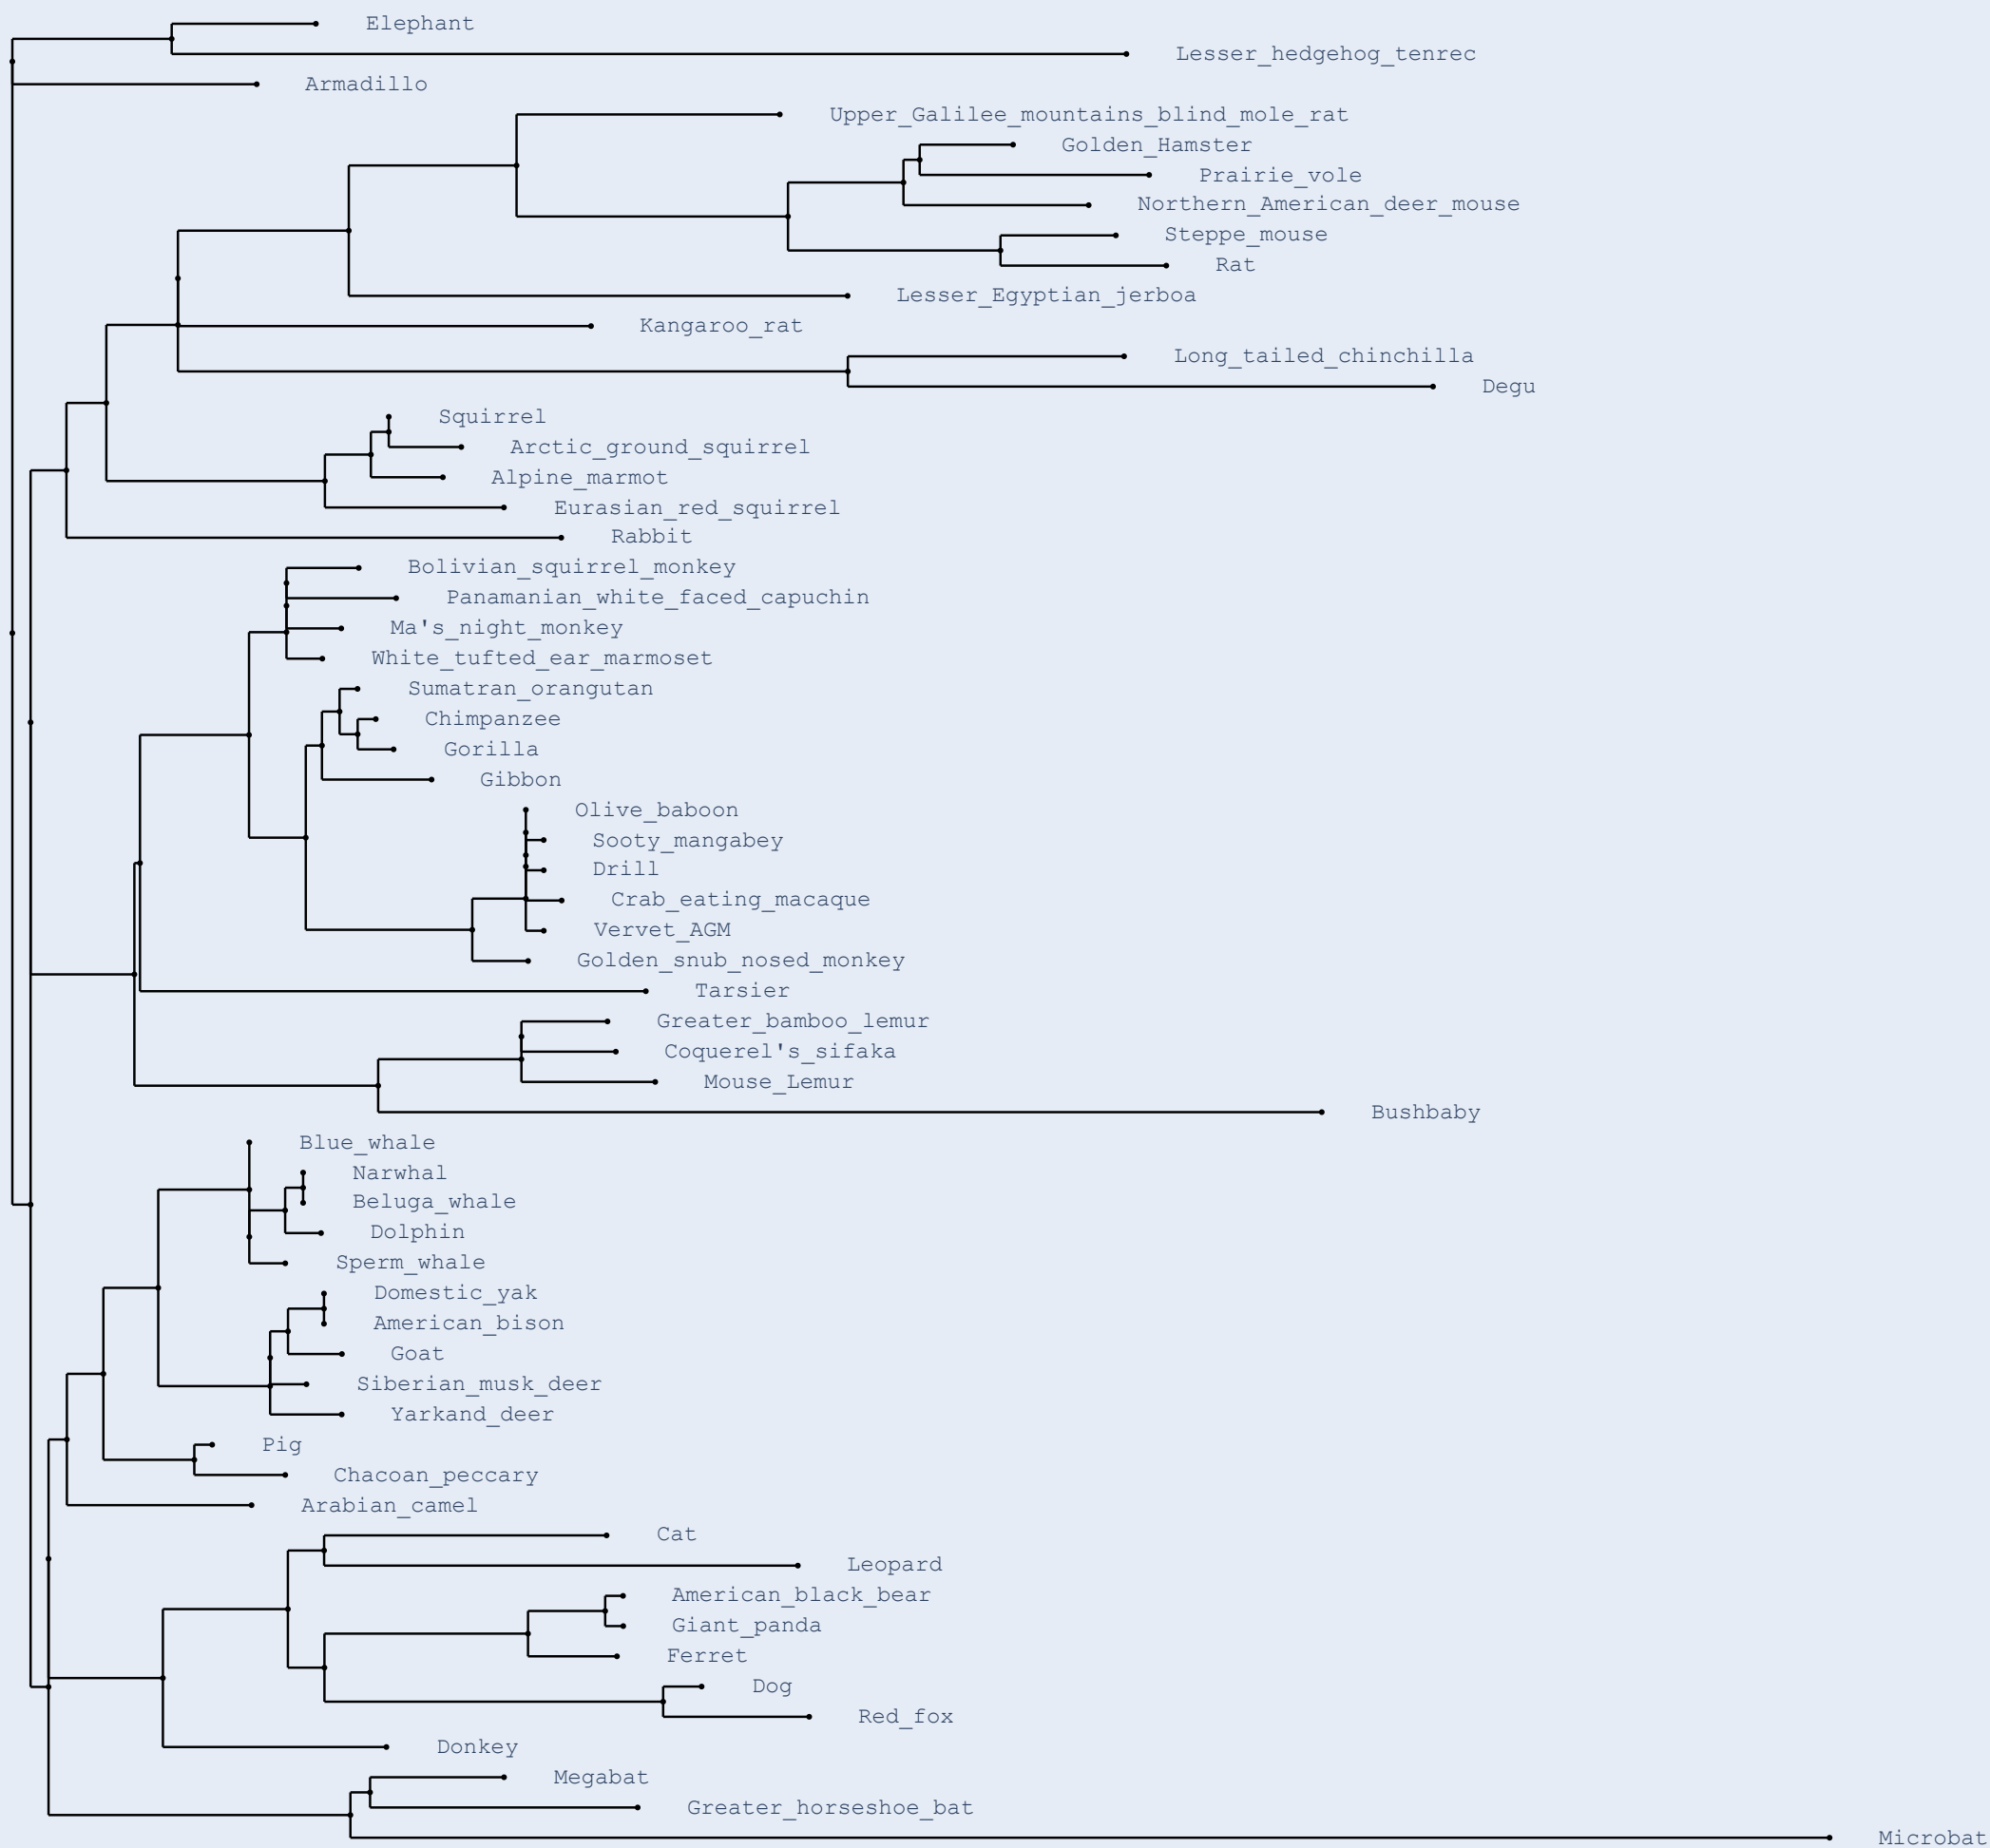 Elephant
Lesser_hedgehog_tenrec
Armadillo
Upper_Galilee_mountains_blind_mole_rat
Golden_Hamster
Prairie_vole
Northern_American_deer_mouse
Steppe_mouse
Rat
Lesser_Egyptian_jerboa
Kangaroo_rat
Long_tailed_chinchilla
Degu
Squirrel
Arctic_ground_squirrel
Alpine_marmot
Eurasian_red_squirrel
Rabbit
Bolivian_squirrel_monkey
Panamanian_white_faced_capuchin
Ma's_night_monkey
White_tufted_ear_marmoset
Sumatran_orangutan
Chimpanzee
Gorilla
Gibbon
Olive_baboon
Sooty_mangabey
Drill
Crab_eating_macaque
Vervet_AGM
Golden_snub_nosed_monkey
Tarsier
Greater_bamboo_lemur
Coquerel's_sifaka
Mouse_Lemur
Bushbaby
Blue_whale
Narwhal
Beluga_whale
Dolphin
Sperm_whale
Domestic_yak
American_bison
Goat
Siberian_musk_deer
Yarkand_deer
Pig
Chacoan_peccary
Arabian_camel
Cat
Leopard
American_black_bear
Giant_panda
Ferret
Dog
Red_fox
Donkey
Megabat
Greater_horseshoe_bat
Microbat